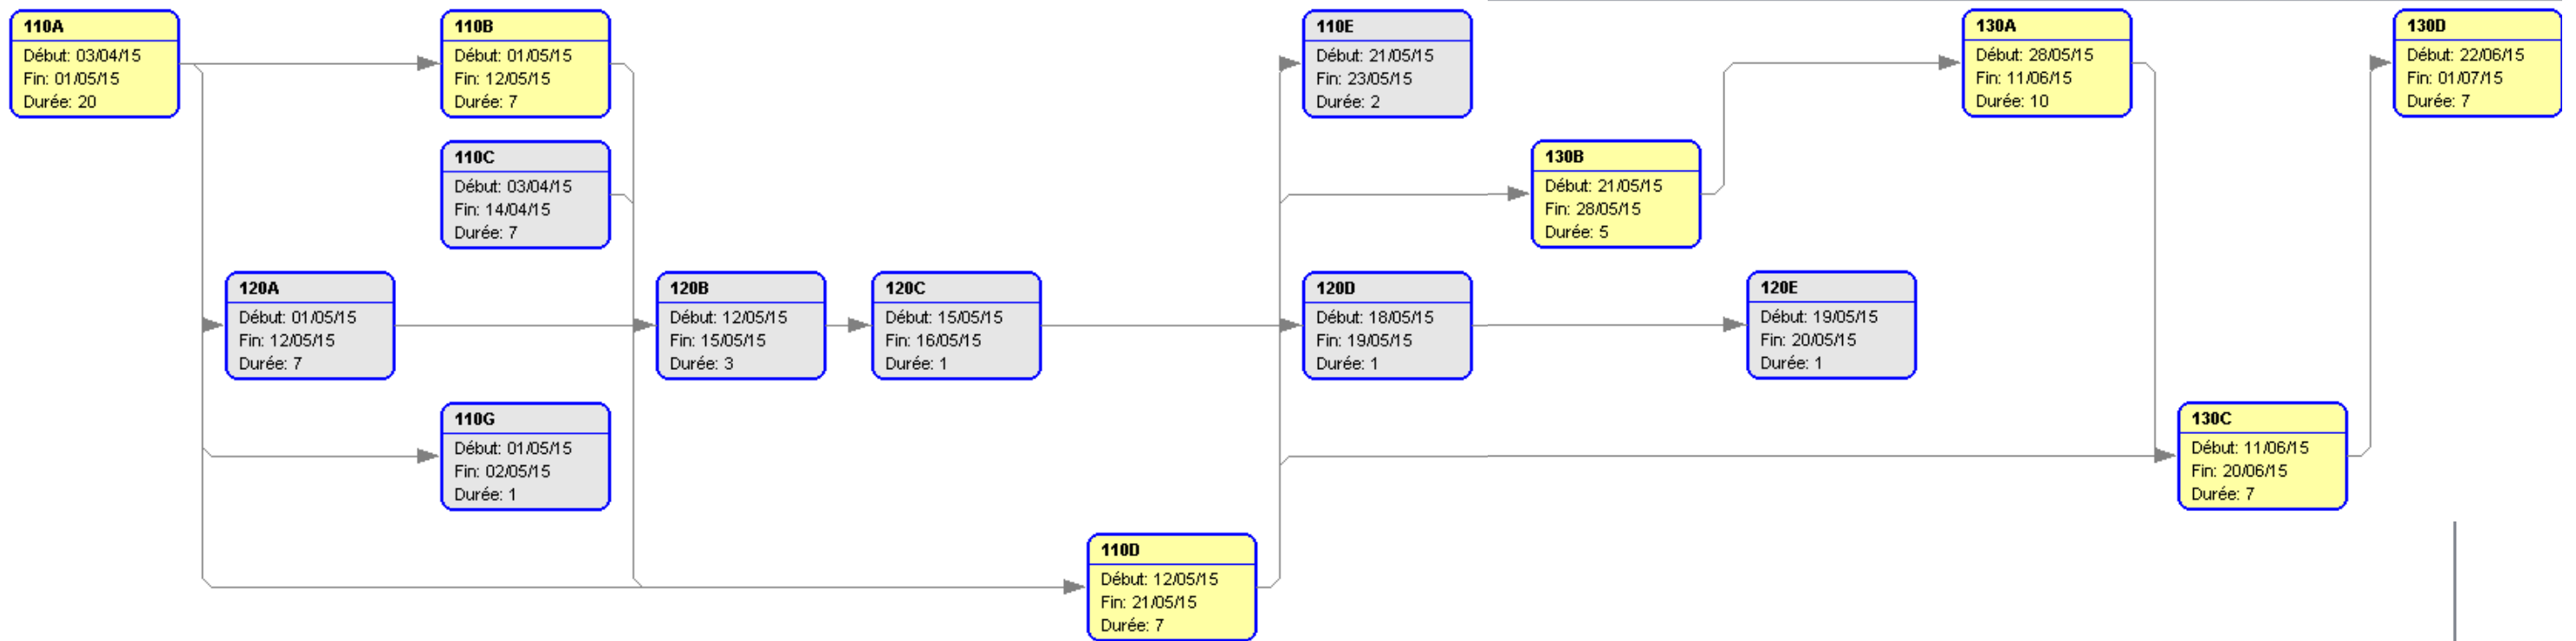 110A
Début: 03/04/15
Fin: 01/05/15
Durée: 20
110B
Début: 01/05/15
Fin: 12/05/15
Durée: 7
110E
Début: 21/05/15
Fin: 23/05/15
Durée: 2
130A
Début: 28/05/15
Fin: 11/06/15
Durée: 10
130D
Début: 22/06/15
Fin: 01/07/15
Durée: 7
110C
Début: 03/04/15
Fin: 14/04/15
Durée: 7
130B
Début: 21/05/15
Fin: 28/05/15
Durée: 5
120A
Début: 01/05/15
Fin: 12/05/15
Durée: 7
120B
Début: 12/05/15
Fin: 15/05/15
Durée: 3
120C
Début: 15/05/15
Fin: 16/05/15
Durée: 1
120D
Début: 18/05/15
Fin: 19/05/15
Durée: 1
120E
Début: 19/05/15
Fin: 20/05/15
Durée: 1
110G
Début: 01/05/15
Fin: 02/05/15
Durée: 1
130C
Début: 11/06/15
Fin: 20/06/15
Durée: 7
110D
Début: 12/05/15
Fin: 21/05/15
Durée: 7